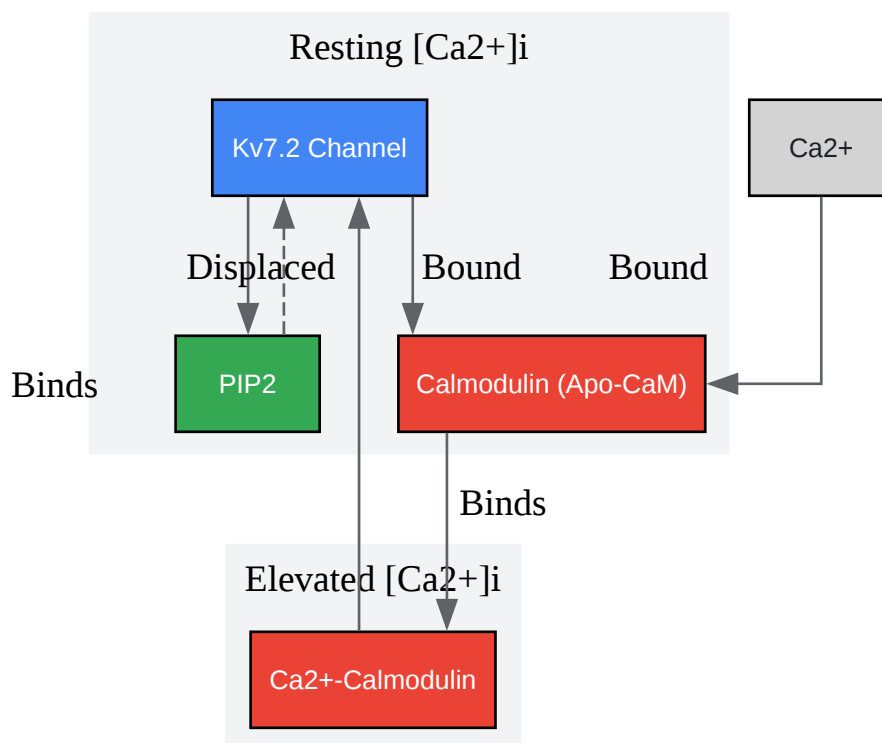 Resting [Ca2+]i
Kv7.2 Channel
Ca2+
Displaced
Bound
Bound
Binds
PIP2
Calmodulin (Apo-CaM)
Binds
Elevated [Ca2+]i
Ca2+-Calmodulin